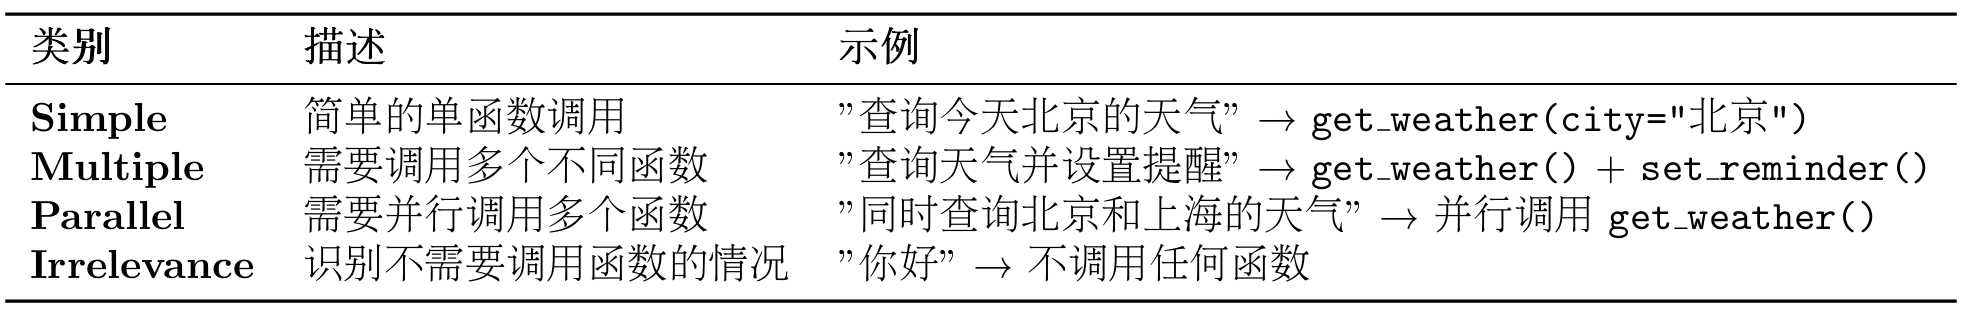 类别 描述 示例
Simple 简单的单函数调用 ”查询今天北京的天气” → get_weather(city="北京")
Multiple 需要调用多个不同函数 ”查询天气并设置提醒” → get_weather() + set_reminder()
Parallel 需要并行调用多个函数 ”同时查询北京和上海的天气” → 并行调用 get_weather()
Irrelevance 识别不需要调用函数的情况 ”你好” → 不调用任何函数